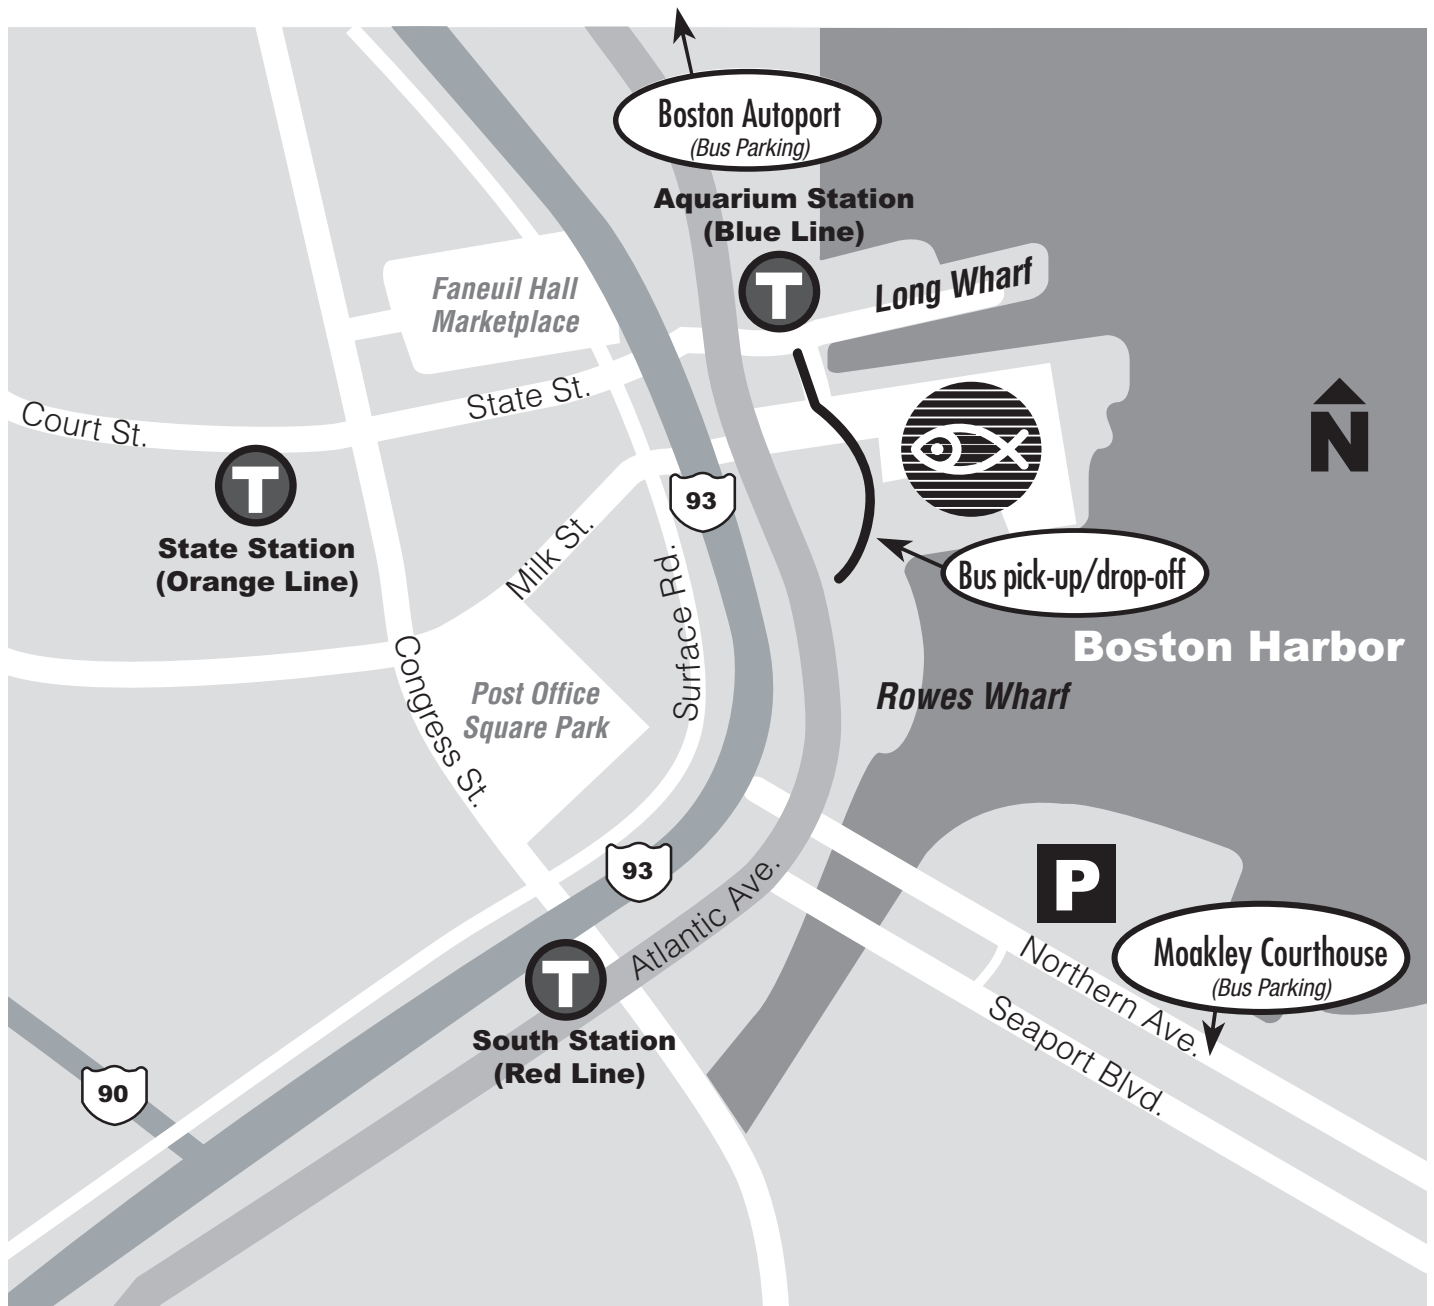 Boston Autoport
(Bus Parking)
Aquarium Station
(Blue Line)
T
Long Wharf
Faneuil Hall
Marketplace
State St.
Court St.
N
T
State Station
(Orange Line)
93
Milk St.
Surface Rd.
Bus pick-up/drop-off
Boston Harbor
Congress St.
Post Office
Square Park
Rowes Wharf
93
P
Atlantic Ave.
Northern Ave.
Moakley Courthouse
(Bus Parking)
T
South Station
(Red Line)
Seaport Blvd.
90